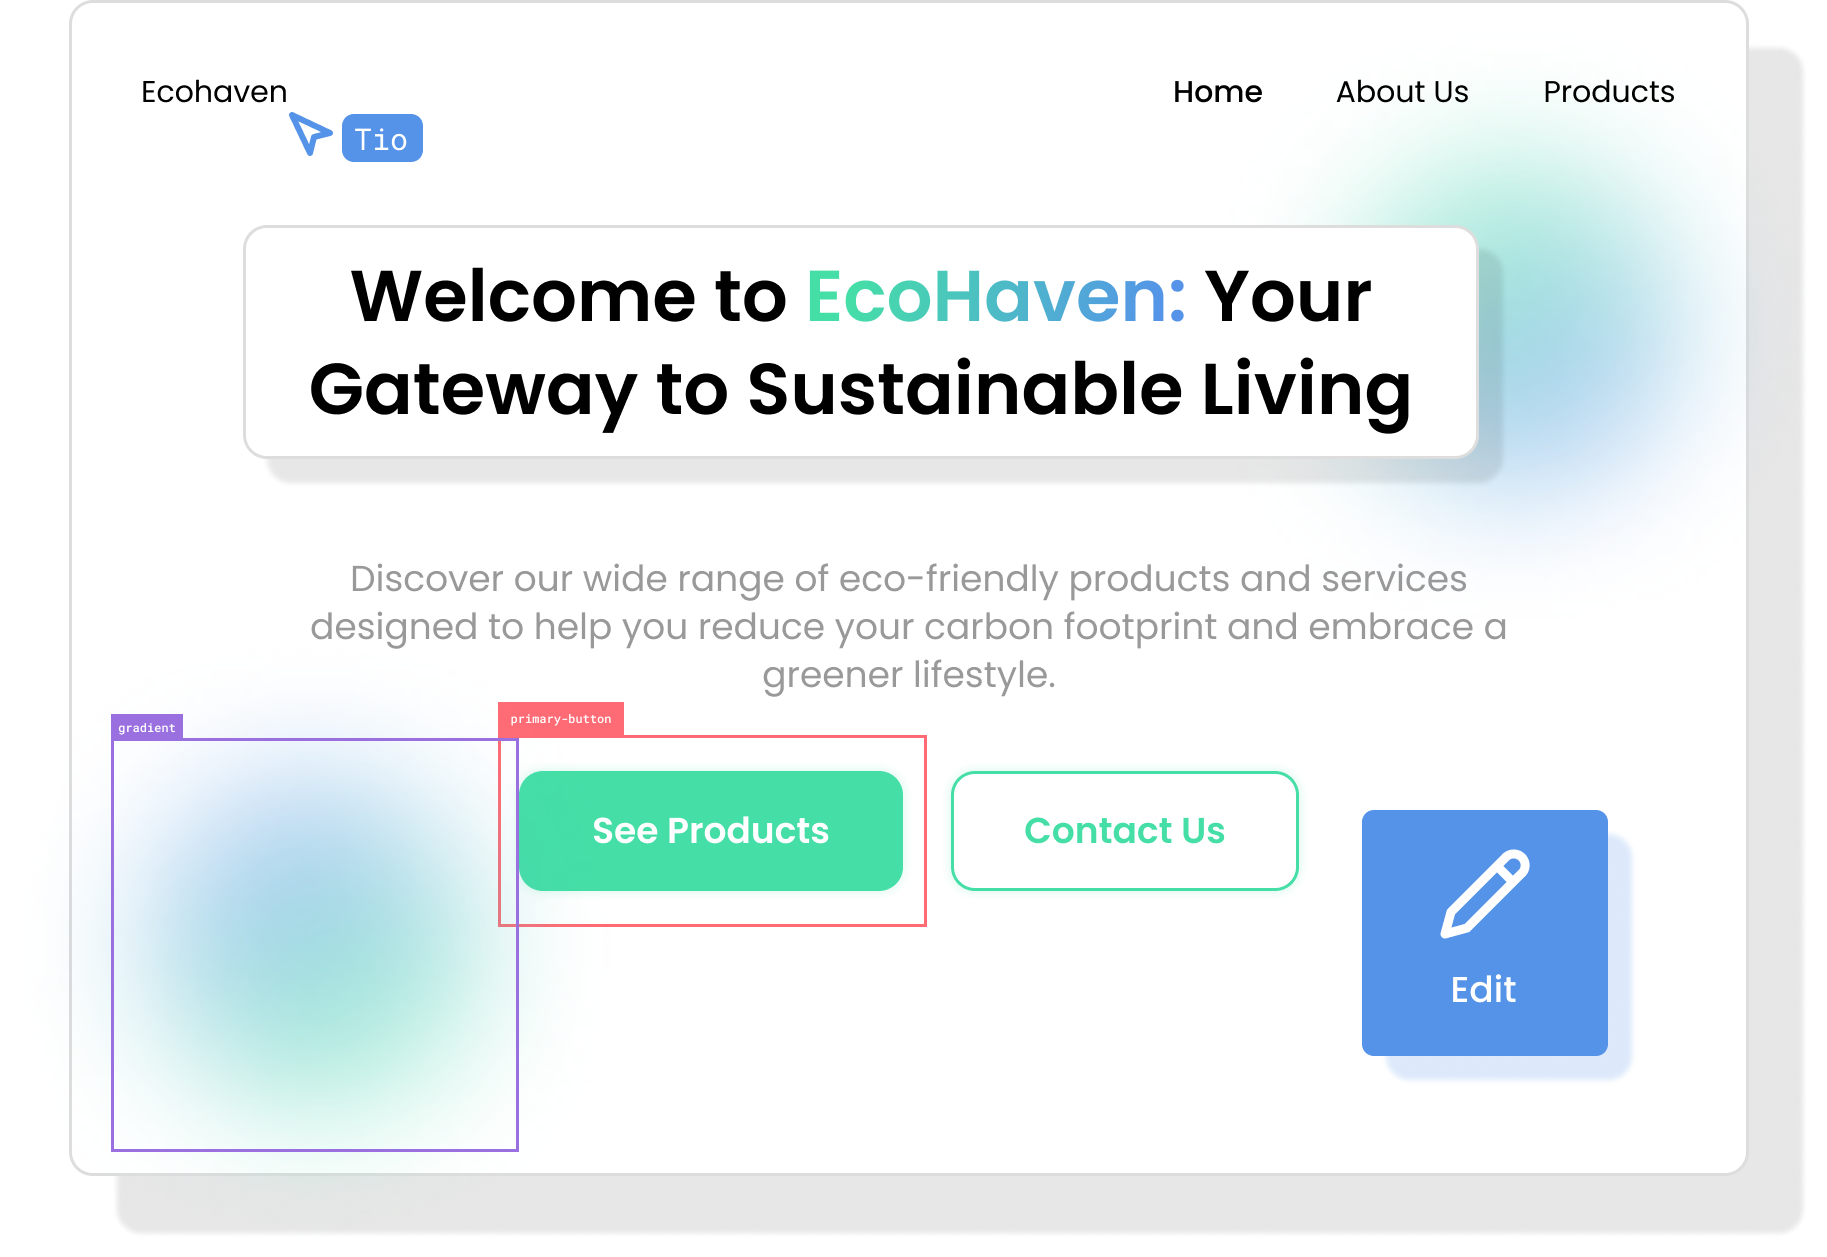 Ecohaven
Home
About Us
Products
Tio
Welcome to EcoHaven: Your
Gateway to Sustainable Living
Discover our wide range of eco-friendly products and services
designed to help you reduce your carbon footprint and embrace a
greener lifestyle.
gradient
primary-button
See Products
Contact Us
Edit